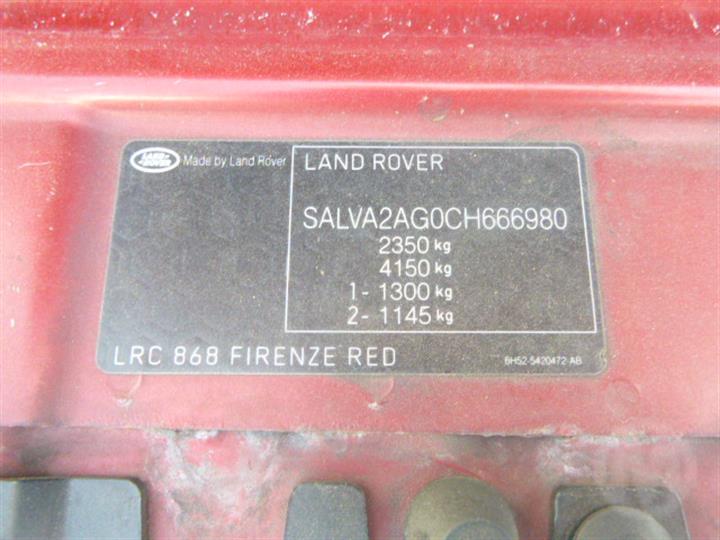 LAND ROVER Made by Land Rover
LAND ROVER
SALVA2AG0CH666980
2350 kg
4150 kg
1- 1300 kg
2- 1145 kg
LRC 868 FIRENZE RED
6H52-5420472-AB